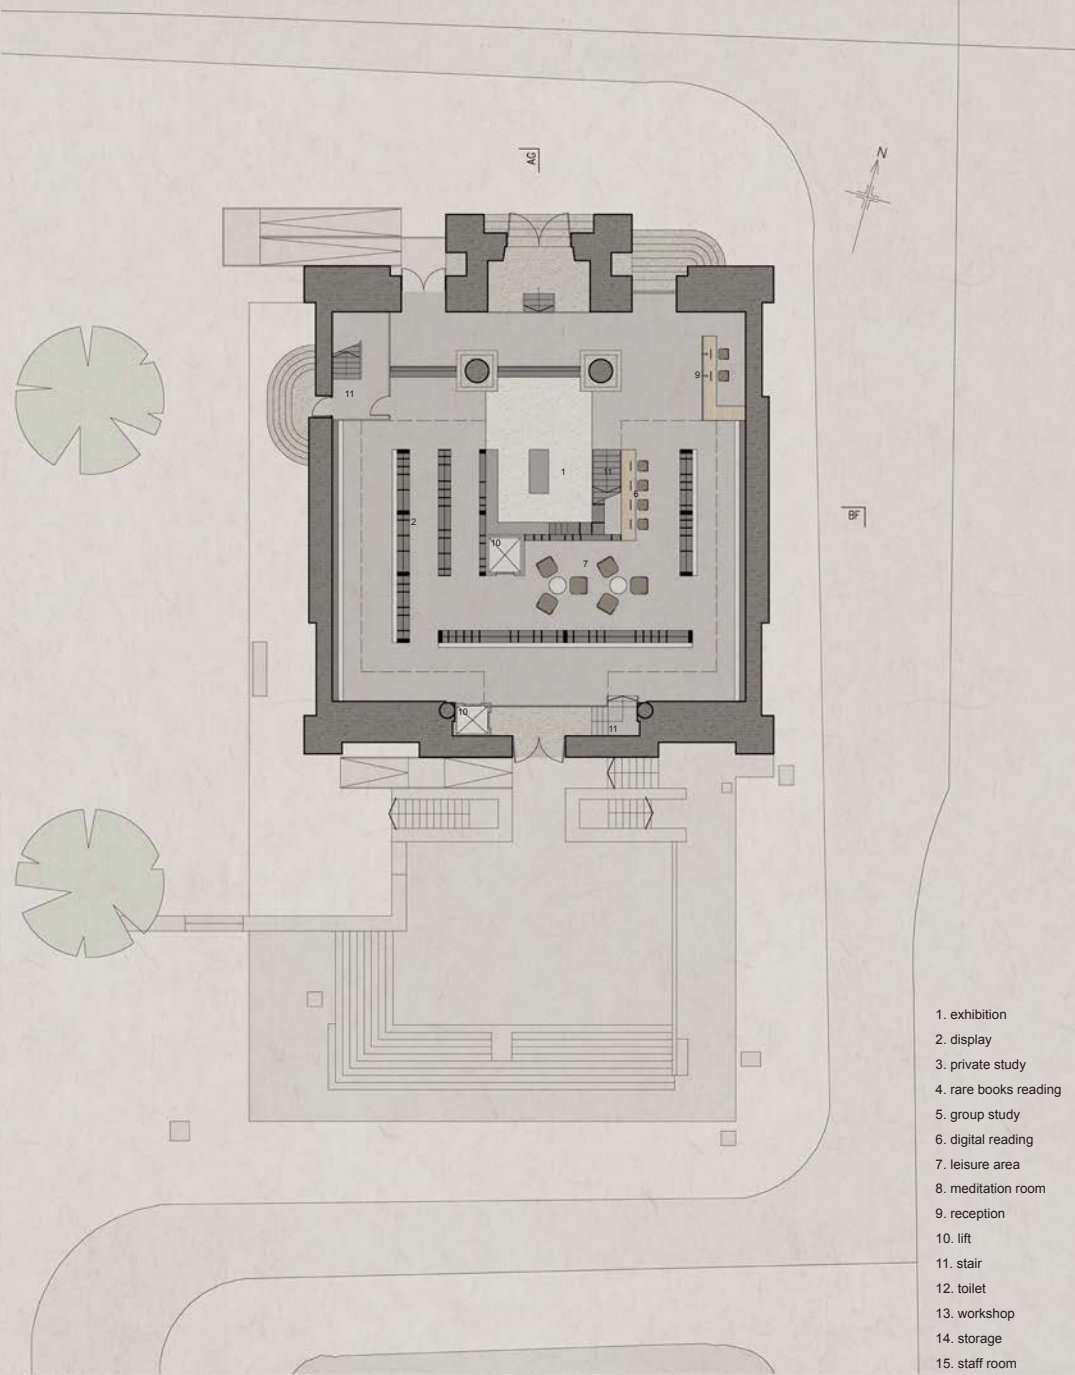 AG
N
9
11
1
11
6
BF
2
10
7
10
11
1. exhibition
2. display
3. private study
4. rare books reading
5. group study
6. digital reading
7. leisure area
8. meditation room
9. reception
10. lift
11. stair
12. toilet
13. workshop
14. storage
15. staff room